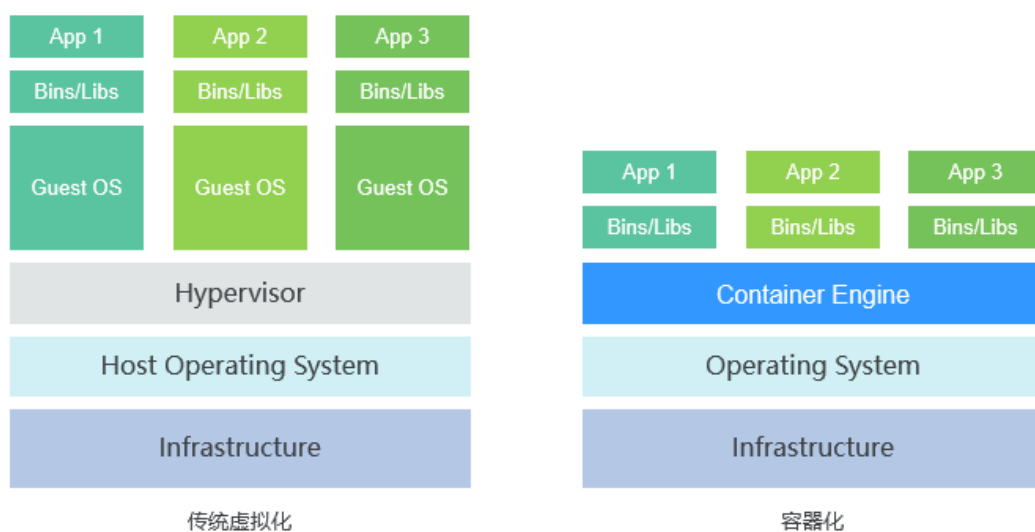 App 1
App 2
App 3
Bins/Libs
Bins/Libs
Bins/Libs
Guest OS
Guest OS
Guest OS
Hypervisor
Host Operating System
Infrastructure
传统虚拟化
App 1
App 2
App 3
Bins/Libs
Bins/Libs
Bins/Libs
Container Engine
Operating System
Infrastructure
容器化